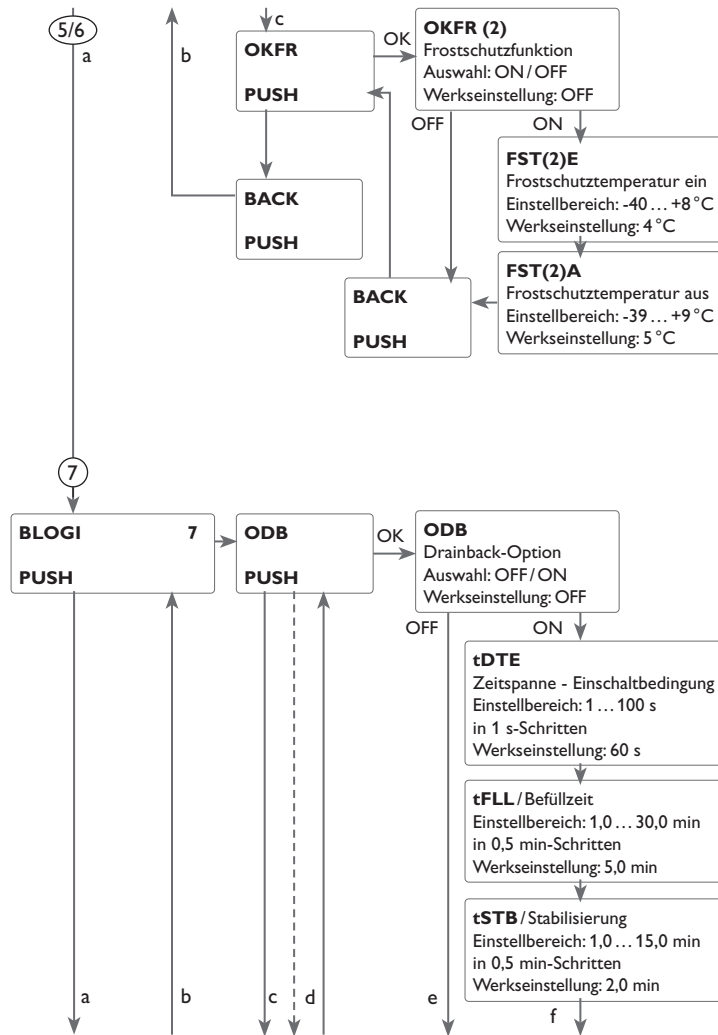 5/6
a
b
c
OKFR
PUSH
OK
OKFR (2)
Frostschutzfunktion
Auswahl: ON / OFF
Werkseinstellung: OFF
OFF
ON
FST(2)E
Frostschutztemperatur ein
Einstellbereich: -40 … +8 °C
Werkseinstellung: 4 °C
BACK
PUSH
FST(2)A
Frostschutztemperatur aus
Einstellbereich: -39 … +9 °C
Werkseinstellung: 5 °C
BACK
PUSH
7
BLOGI 7
PUSH
ODB
PUSH
OK
ODB
Drainback-Option
Auswahl: OFF / ON
Werkseinstellung: OFF
OFF
ON
tDTE
Zeitspanne - Einschaltbedingung
Einstellbereich: 1 … 100 s
in 1 s-Schritten
Werkseinstellung: 60 s
tFLL / Befüllzeit
Einstellbereich: 1,0 … 30,0 min
in 0,5 min-Schritten
Werkseinstellung: 5,0 min
tSTB / Stabilisierung
Einstellbereich: 1,0 … 15,0 min
in 0,5 min-Schritten
Werkseinstellung: 2,0 min
a
b
c
d
e
f